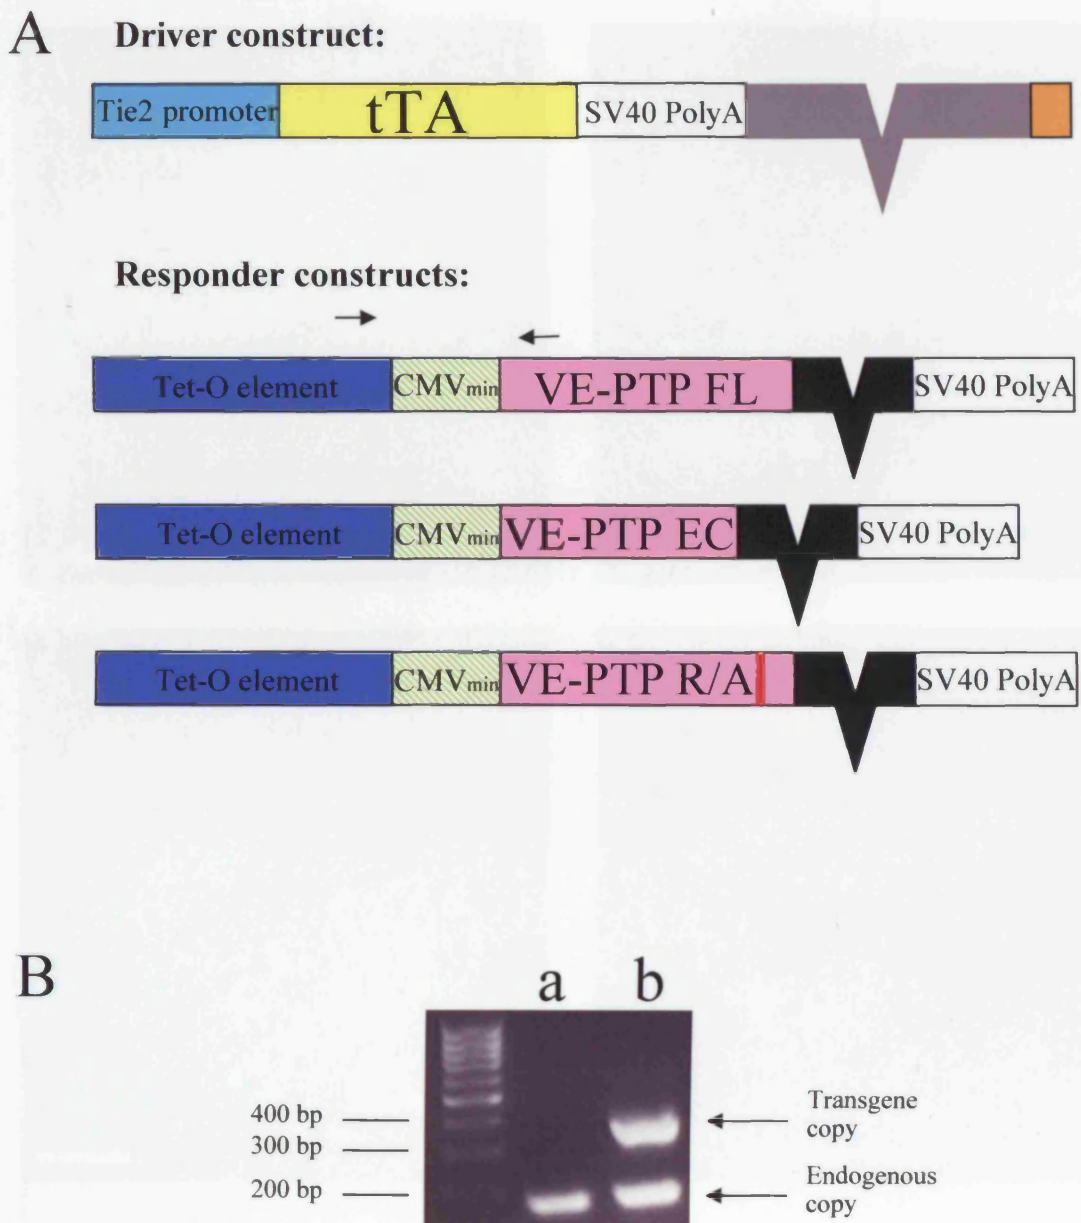 A
Driver construct:
Tie2 promoter tTA SV40 PolyA
Responder constructs:
Tet-O element CMVmin VE-PTP FL SV40 PolyA
Tet-O element CMVmin VE-PTP EC SV40 PolyA
Tet-O element CMVmin VE-PTP R/A SV40 PolyA
B
a b
400 bp
300 bp
200 bp
Transgene
copy
Endogenous
copy